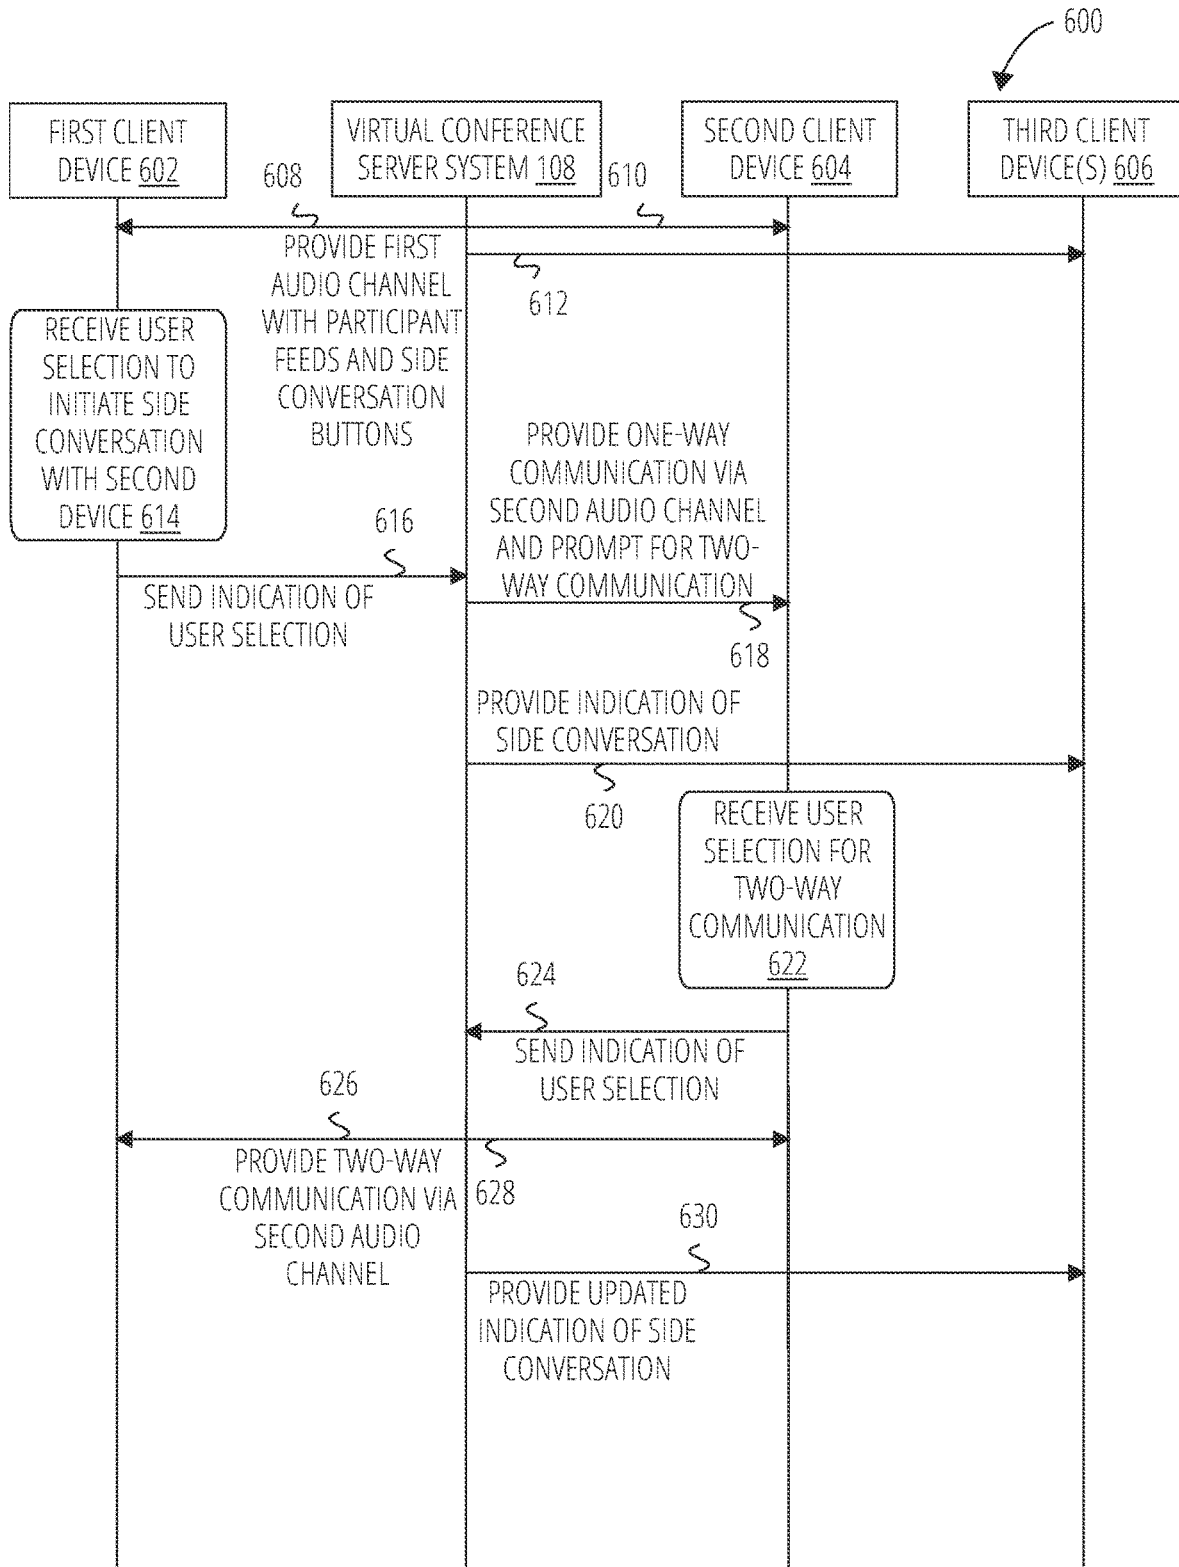 600
FIRST CLIENT
DEVICE 602
VIRTUAL CONFERENCE
SERVER SYSTEM 108
SECOND CLIENT
DEVICE 604
THIRD CLIENT
DEVICE(S) 606
608
610
PROVIDE FIRST
AUDIO CHANNEL
WITH PARTICIPANT
FEEDS AND SIDE
CONVERSATION
BUTTONS
612
RECEIVE USER
SELECTION TO
INITIATE SIDE
CONVERSATION
WITH SECOND
DEVICE 614
616
SEND INDICATION OF
USER SELECTION
PROVIDE ONE-WAY
COMMUNICATION VIA
SECOND AUDIO CHANNEL
AND PROMPT FOR TWO-
WAY COMMUNICATION
618
PROVIDE INDICATION OF
SIDE CONVERSATION
620
RECEIVE USER
SELECTION FOR
TWO-WAY
COMMUNICATION
622
624
SEND INDICATION OF
USER SELECTION
626
PROVIDE TWO-WAY
COMMUNICATION VIA
SECOND AUDIO
CHANNEL
628
630
PROVIDE UPDATED
INDICATION OF SIDE
CONVERSATION